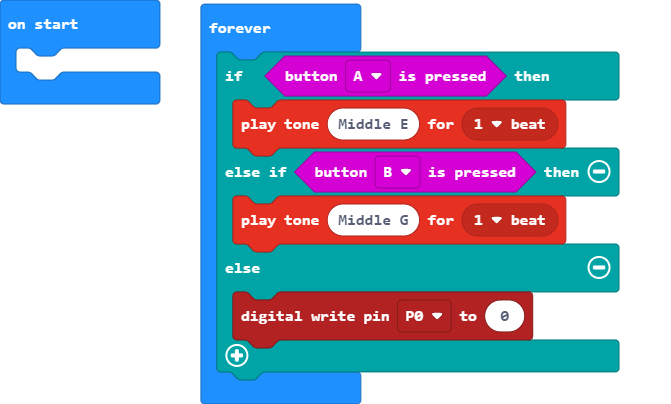 on start
forever
if button A is pressed then
play tone Middle E for 1 beat
else if button B is pressed then
play tone Middle G for 1 beat
else
digital write pin P0 to 0